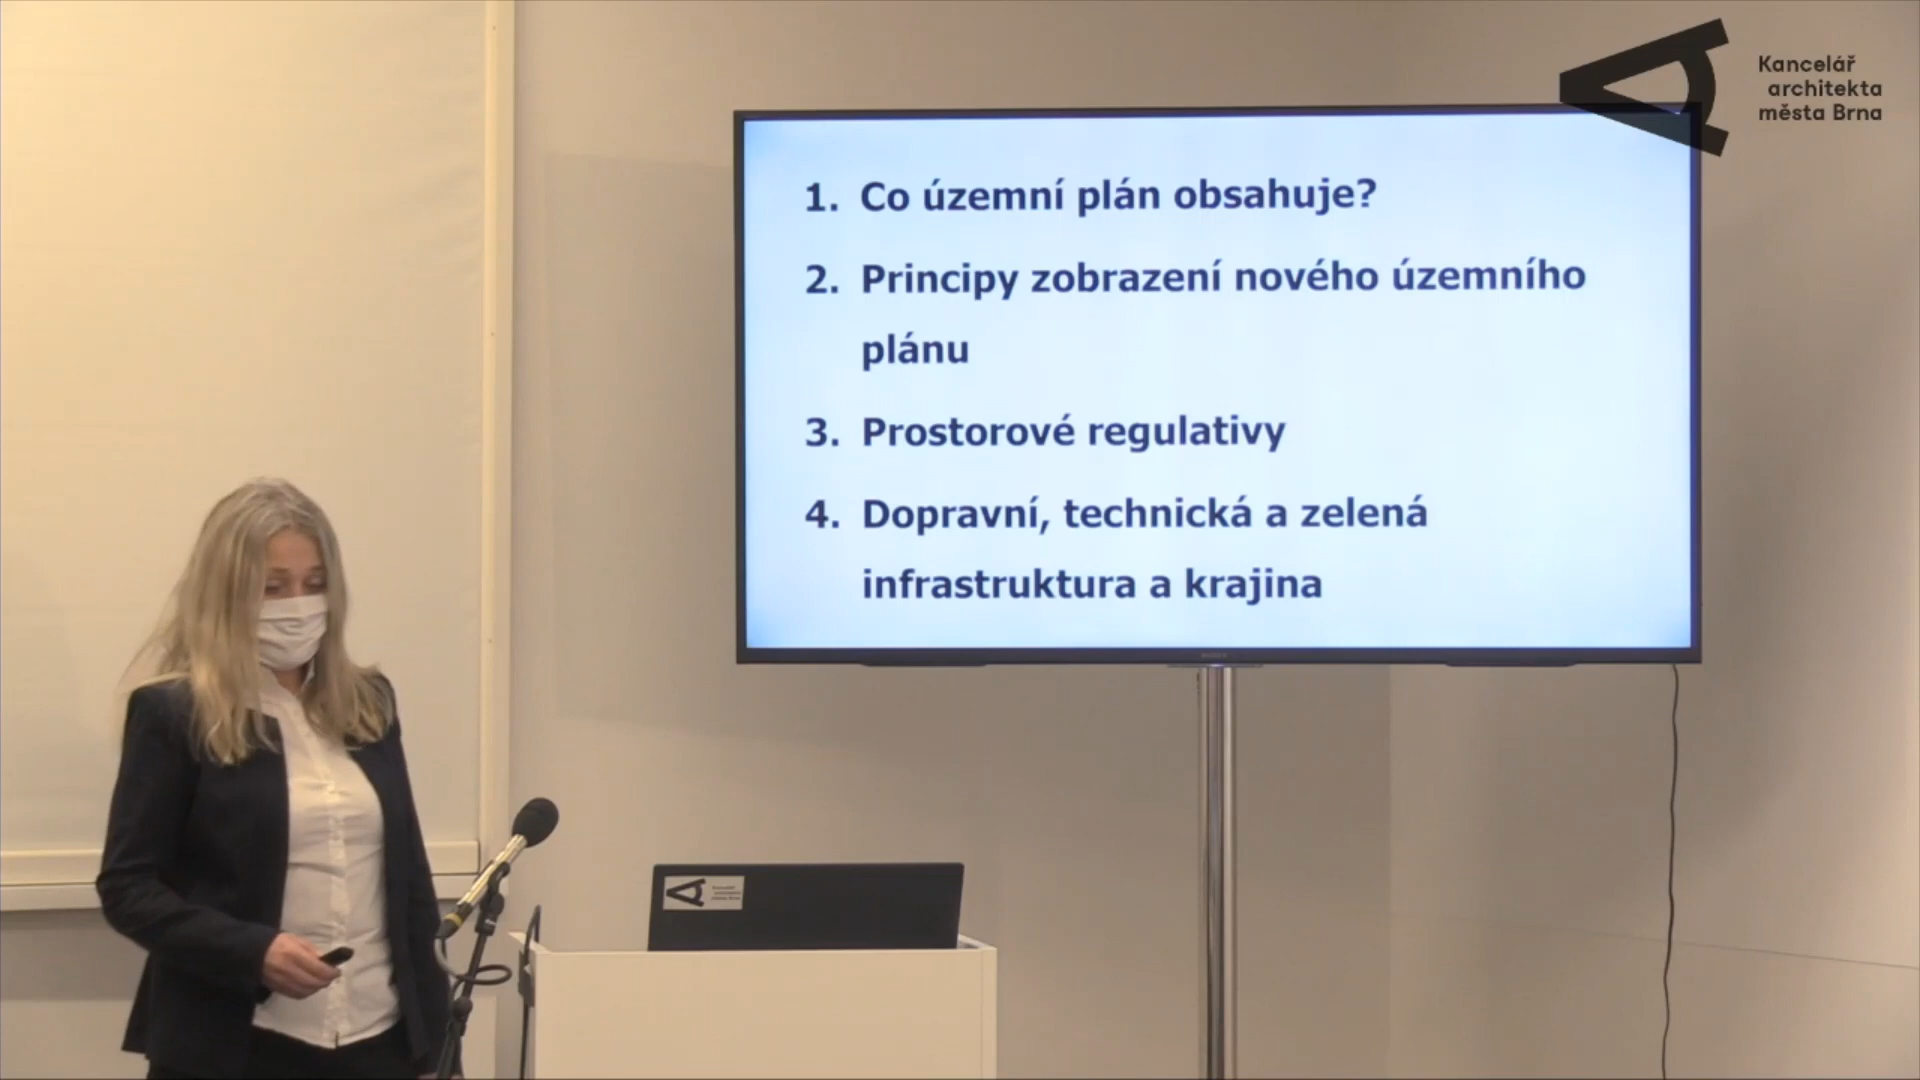 Kancelář
architekta
města Brna
1. Co územní plán obsahuje?
2. Principy zobrazení nového územního
plánu
3. Prostorové regulativy
4. Dopravní, technická a zelená
infrastruktura a krajina